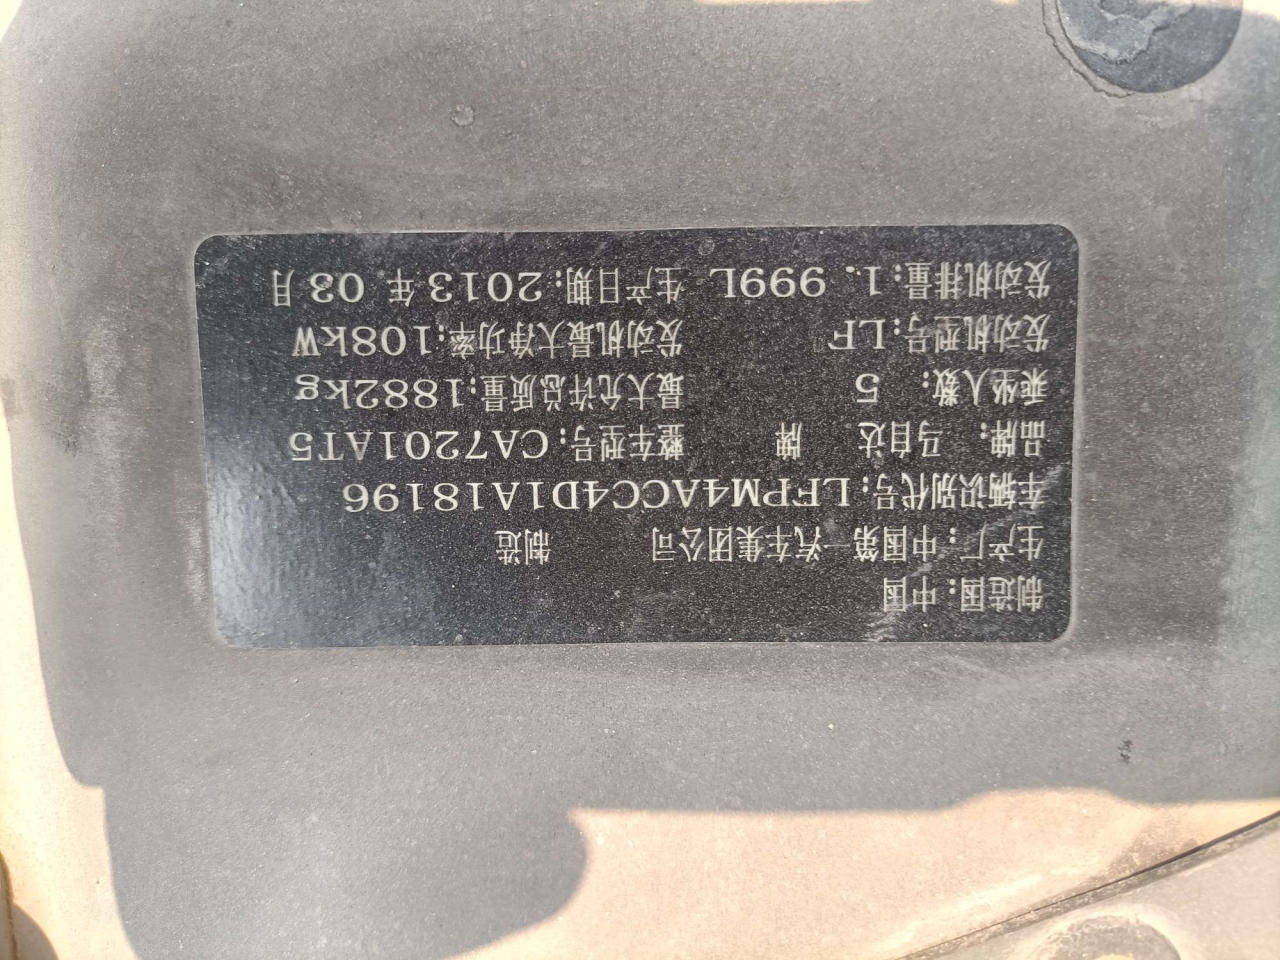 制造国：中国
生产厂：中国第一汽车集团公司 制造
车辆识别代号：LFPM4ACC4D1A18196
品牌：马自达 牌 整车型号：CA7201AT5
乘坐人数：5 最大允许总质量：1882kg
发动机型号：LF 发动机最大净功率：108kW
发动机排量：1.999L 生产日期：2013年03月